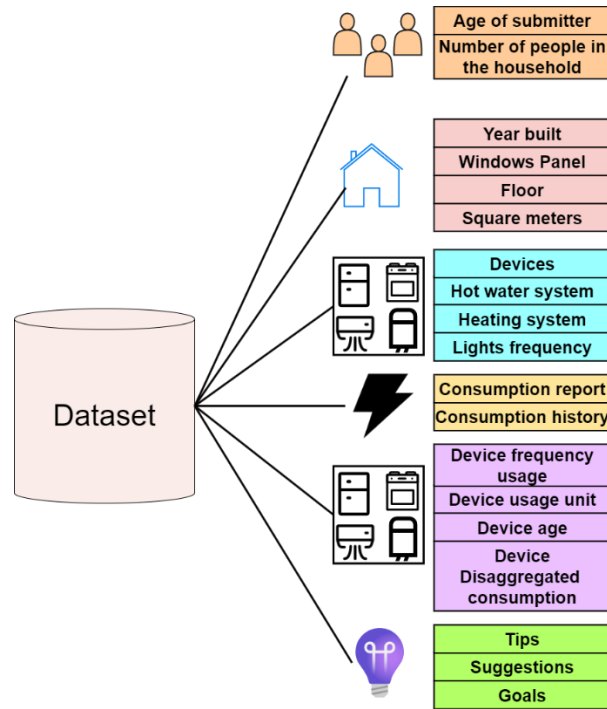 Age of submitter
Number of people in
the household
Year built
Windows Panel
Floor
Square meters
Devices
Hot water system
Heating system
Lights frequency
Dataset
Consumption report
Consumption history
Device frequency
usage
Device usage unit
Device age
Device
Disaggregated
consumption
Tips
Suggestions
Goals